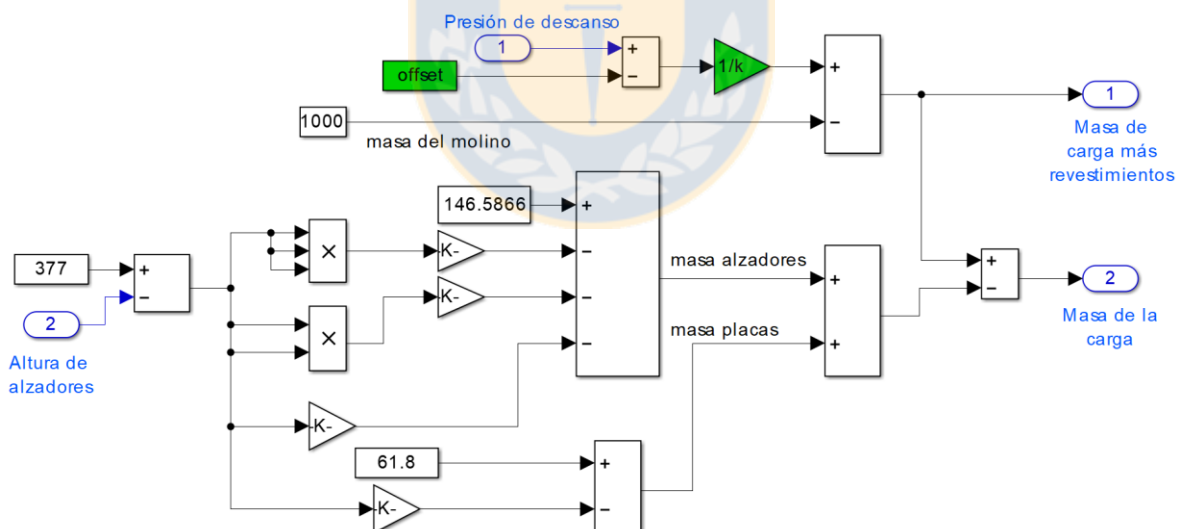 Presión de descanso
1
+
−
offset
1/k
+
−
1000
masa del molino
1
Masa de
carga más
revestimientos
146.5866
+
−
−
−
377
+
−
2
Altura de
alzadores
×
-K-
×
-K-
-K-
masa alzadores
+
masa placas
+
+
−
2
Masa de la
carga
61.8
+
−
-K-